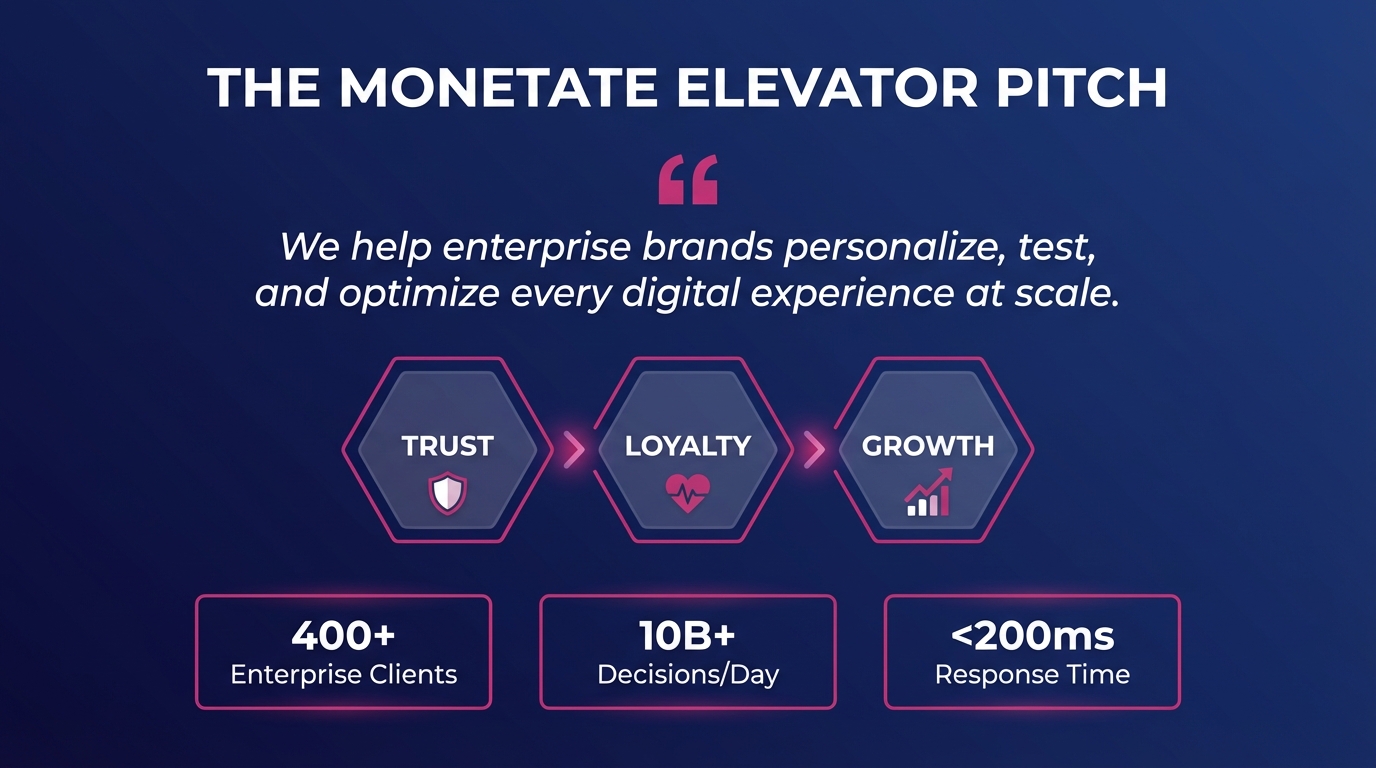 THE MONETATE ELEVATOR PITCH
“
We help enterprise brands personalize, test,
and optimize every digital experience at scale.
TRUST
LOYALTY
GROWTH
400+
Enterprise Clients
10B+
Decisions/Day
<200ms
Response Time